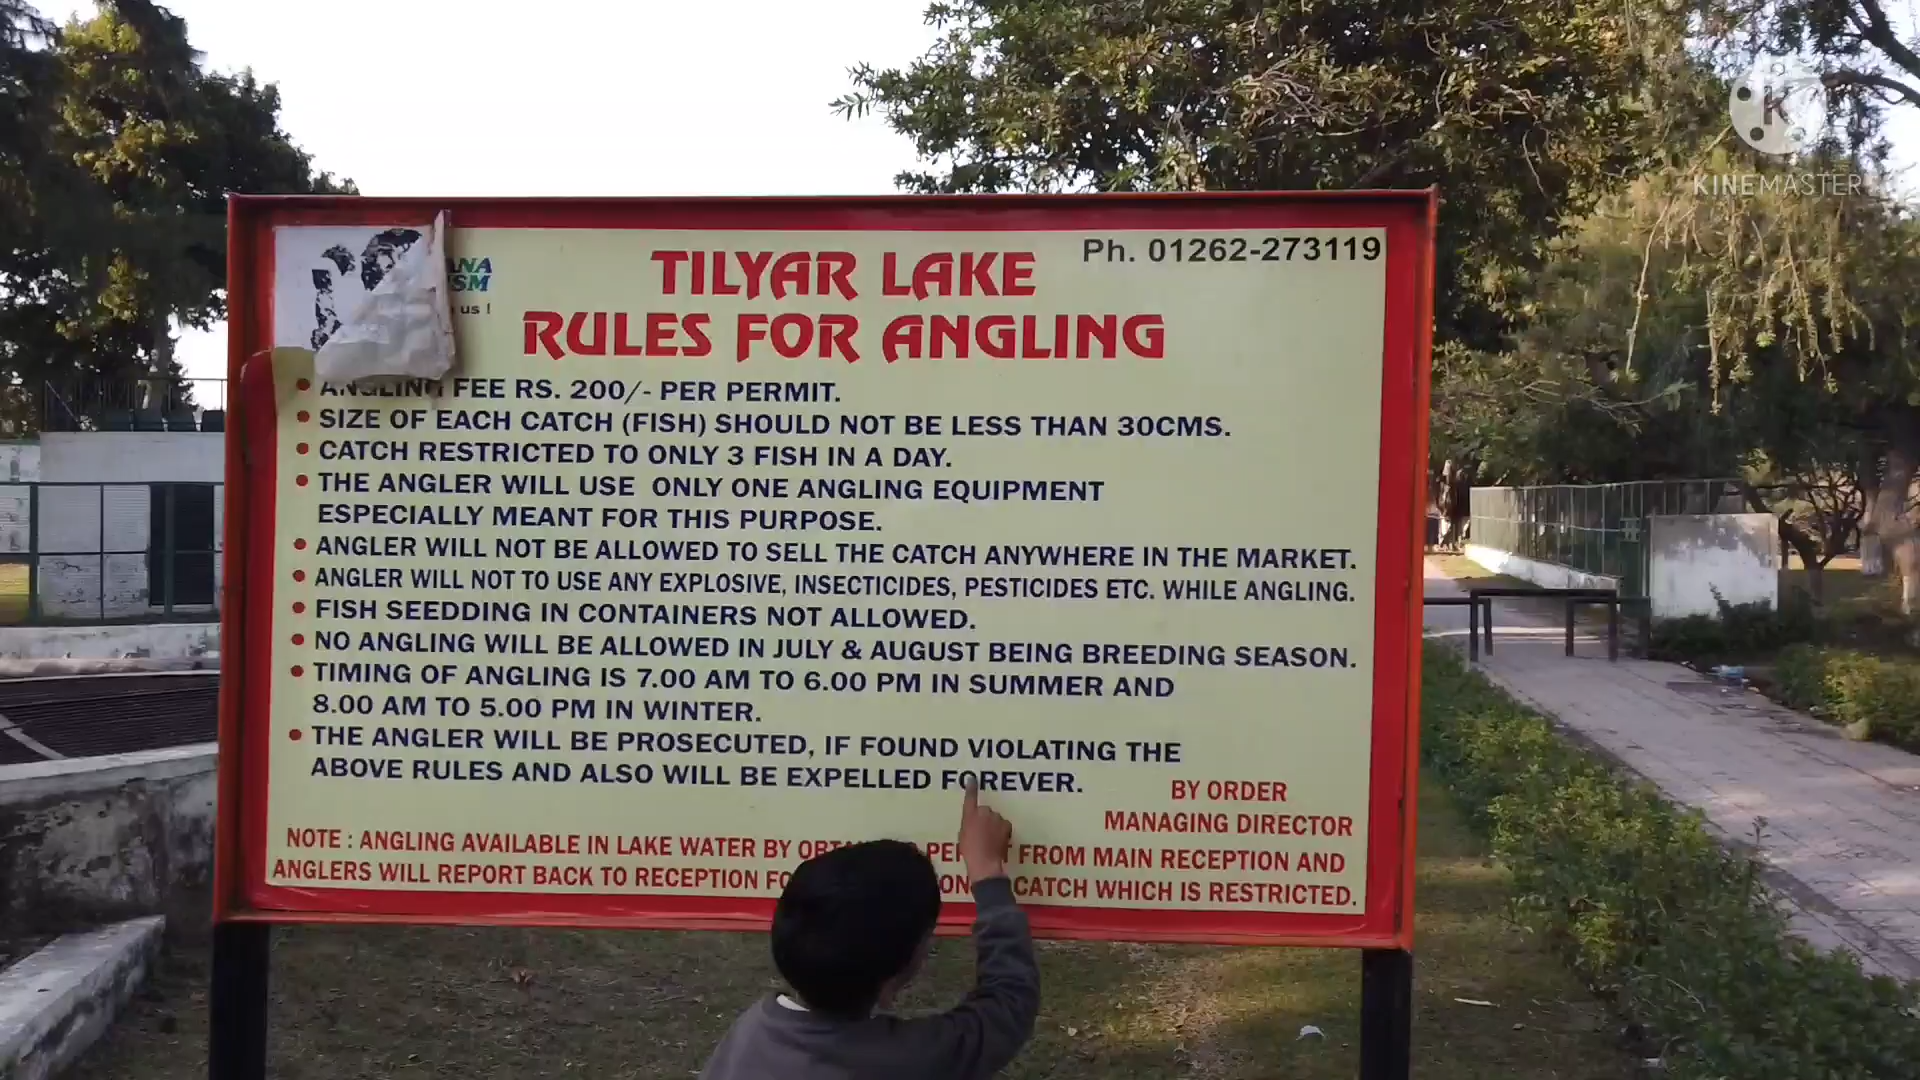 KINEMASTER
Ph. 01262-273119
us !
TILYAR LAKE
RULES FOR ANGLING
ANGLING FEE RS. 200/- PER PERMIT.
SIZE OF EACH CATCH (FISH) SHOULD NOT BE LESS THAN 30CMS.
CATCH RESTRICTED TO ONLY 3 FISH IN A DAY.
THE ANGLER WILL USE ONLY ONE ANGLING EQUIPMENT
ESPECIALLY MEANT FOR THIS PURPOSE.
ANGLER WILL NOT BE ALLOWED TO SELL THE CATCH ANYWHERE IN THE MARKET.
ANGLER WILL NOT TO USE ANY EXPLOSIVE, INSECTICIDES, PESTICIDES ETC. WHILE ANGLING.
FISH SEEDDING IN CONTAINERS NOT ALLOWED.
NO ANGLING WILL BE ALLOWED IN JULY & AUGUST BEING BREEDING SEASON.
TIMING OF ANGLING IS 7.00 AM TO 6.00 PM IN SUMMER AND
8.00 AM TO 5.00 PM IN WINTER.
THE ANGLER WILL BE PROSECUTED, IF FOUND VIOLATING THE
ABOVE RULES AND ALSO WILL BE EXPELLED FOREVER.
BY ORDER
MANAGING DIRECTOR
NOTE : ANGLING AVAILABLE IN LAKE WATER BY FROM MAIN RECEPTION AND
ANGLERS WILL REPORT BACK TO RECEPTION CATCH WHICH IS RESTRICTED.